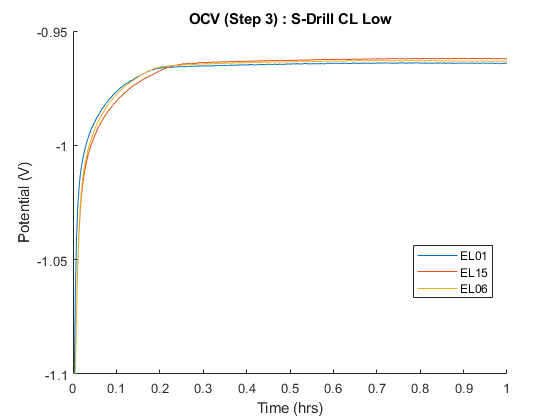 OCV (Step 3) : S-Drill CL Low
-0.95
-1
-1.05
-1.1
Potential (V)
EL01
EL15
EL06
0 0.1 0.2 0.3 0.4 0.5 0.6 0.7 0.8 0.9 1
Time (hrs)